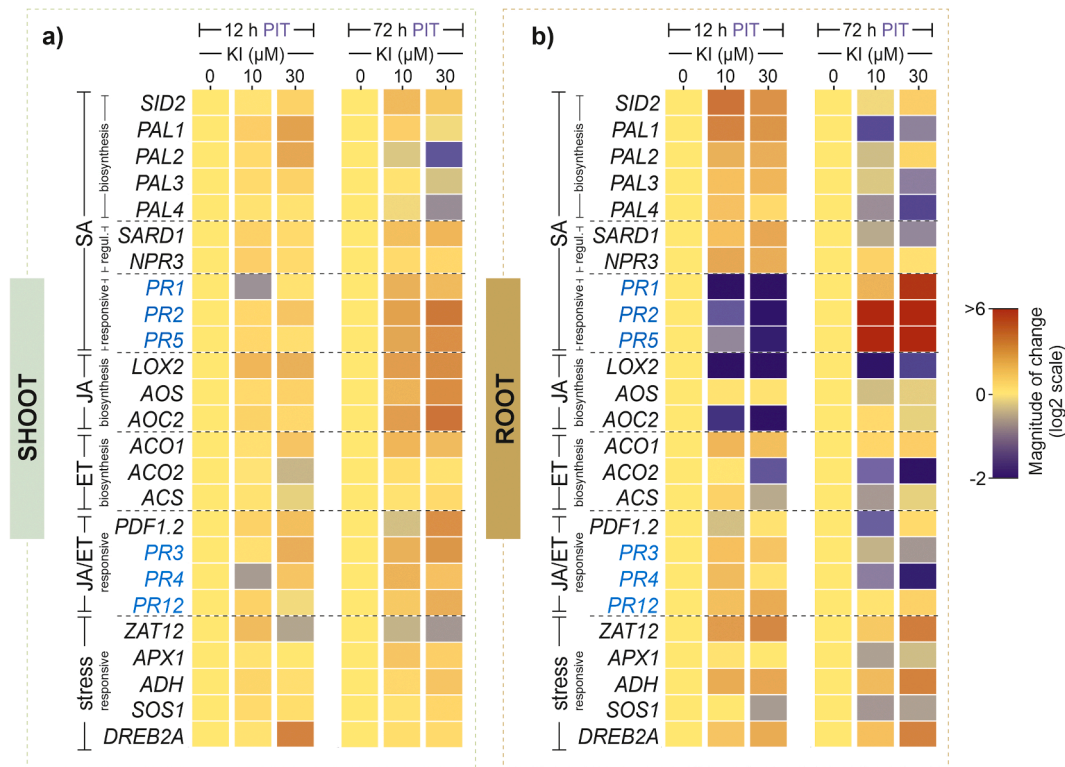 a)
12 h PIT
72 h PIT
KI (µM)
KI (µM)
0 10 30
0 10 30
SHOOT
SA
biosynthesis
SID2
PAL1
PAL2
PAL3
PAL4
regul.
SARD1
NPR3
responsive
PR1
PR2
PR5
JA
biosynthesis
LOX2
AOS
AOC2
ET
biosynthesis
ACO1
ACO2
ACS
JA/ET
responsive
PDF1.2
PR3
PR4
PR12
stress
responsive
ZAT12
APX1
ADH
SOS1
DREB2A
b)
12 h PIT
72 h PIT
KI (µM)
KI (µM)
0 10 30
0 10 30
ROOT
SA
biosynthesis
SID2
PAL1
PAL2
PAL3
PAL4
regul.
SARD1
NPR3
responsive
PR1
PR2
PR5
JA
biosynthesis
LOX2
AOS
AOC2
ET
biosynthesis
ACO1
ACO2
ACS
JA/ET
responsive
PDF1.2
PR3
PR4
PR12
stress
responsive
ZAT12
APX1
ADH
SOS1
DREB2A
>6
0
-2
Magnitude of change
(log2 scale)